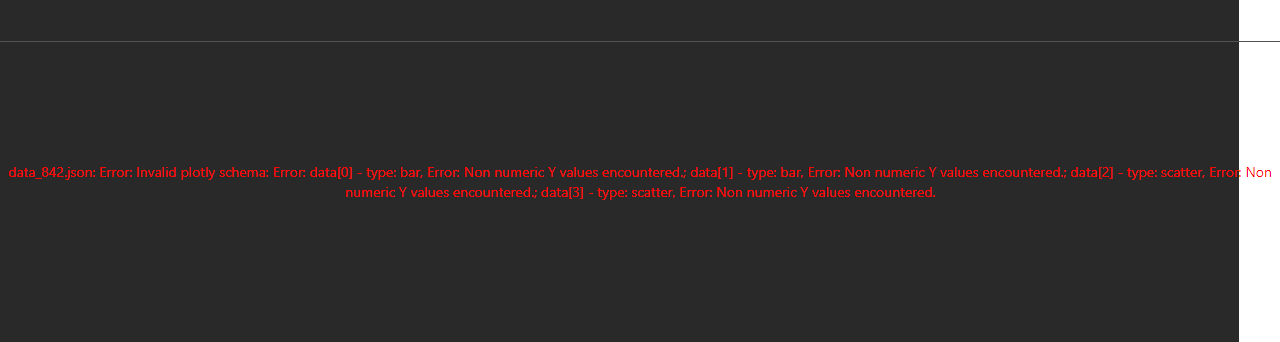 data_842.json: Error: Invalid plotly schema: Error: data[0] - type: bar, Error: Non numeric Y values encountered.; data[1] - type: bar, Error: Non numeric Y values encountered.; data[2] - type: scatter, Error: Non
numeric Y values encountered.; data[3] - type: scatter, Error: Non numeric Y values encountered.